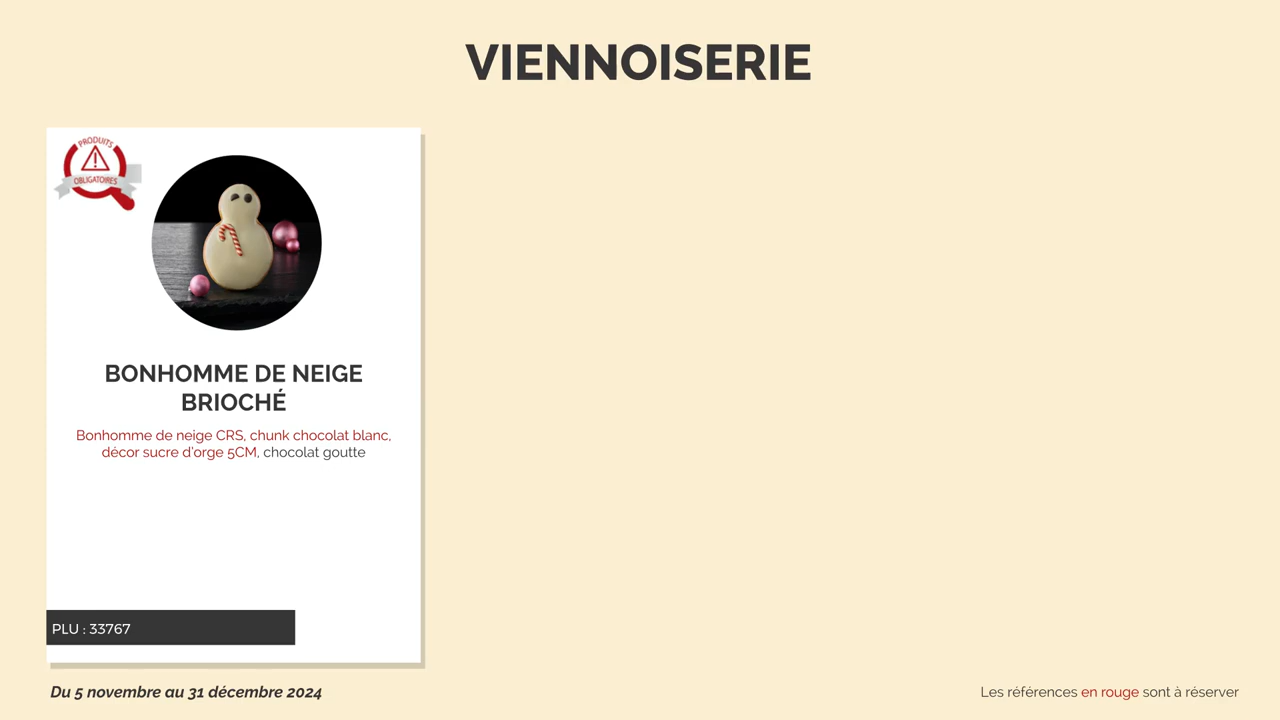 VIENNOISERIE
PRODUITS
OBLIGATOIRES
BONHOMME DE NEIGE
BRIOCHÉ
Bonhomme de neige CRS, chunk chocolat blanc,
décor sucre d'orge 5CM, chocolat goutte
PLU : 33767
Du 5 novembre au 31 décembre 2024
Les références en rouge sont à réserver